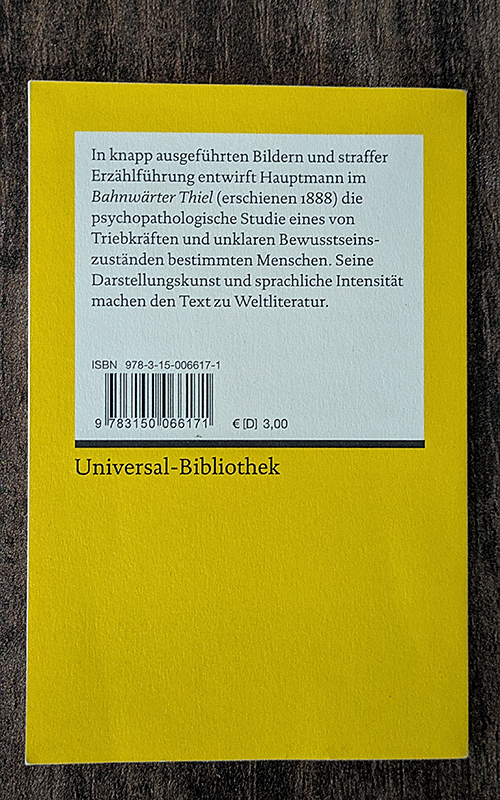 In knapp ausgeführten Bildern und straffer
Erzählführung entwirft Hauptmann im
Bahnwärter Thiel (erschienen 1888) die
psychopathologische Studie eines von
Triebkräften und unklaren Bewusstseins-
zuständen bestimmten Menschen. Seine
Darstellungskunst und sprachliche Intensität
machen den Text zu Weltliteratur.
ISBN 978-3-15-006617-1
9 783150 066171
€ [D] 3,00
Universal-Bibliothek